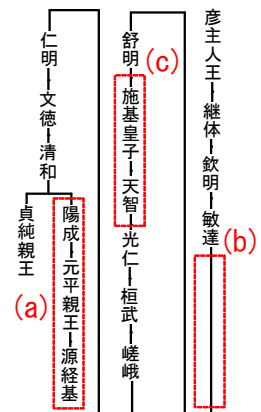 彦主人王
継体
欽明
敏達
(b)
舒明
(c)
施基皇子
天智
光仁
桓武
嵯峨
仁明
文徳
清和
陽成
元平親王
源経基
貞純親王
(a)